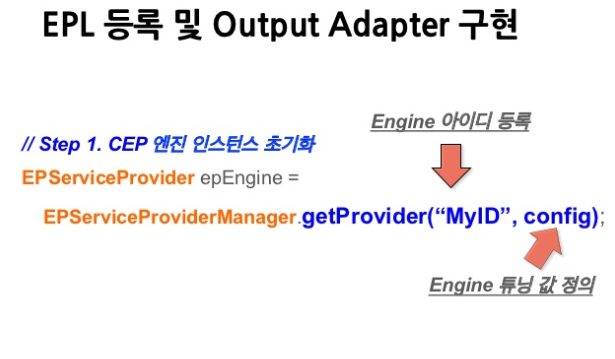 EPL 등록 및 Output Adapter 구현
Engine 아이디 등록
// Step 1. CEP 엔진 인스턴스 초기화
EPServiceProvider epEngine =
EPServiceProviderManager.getProvider(“MyID”, config);
Engine 튜닝 값 정의